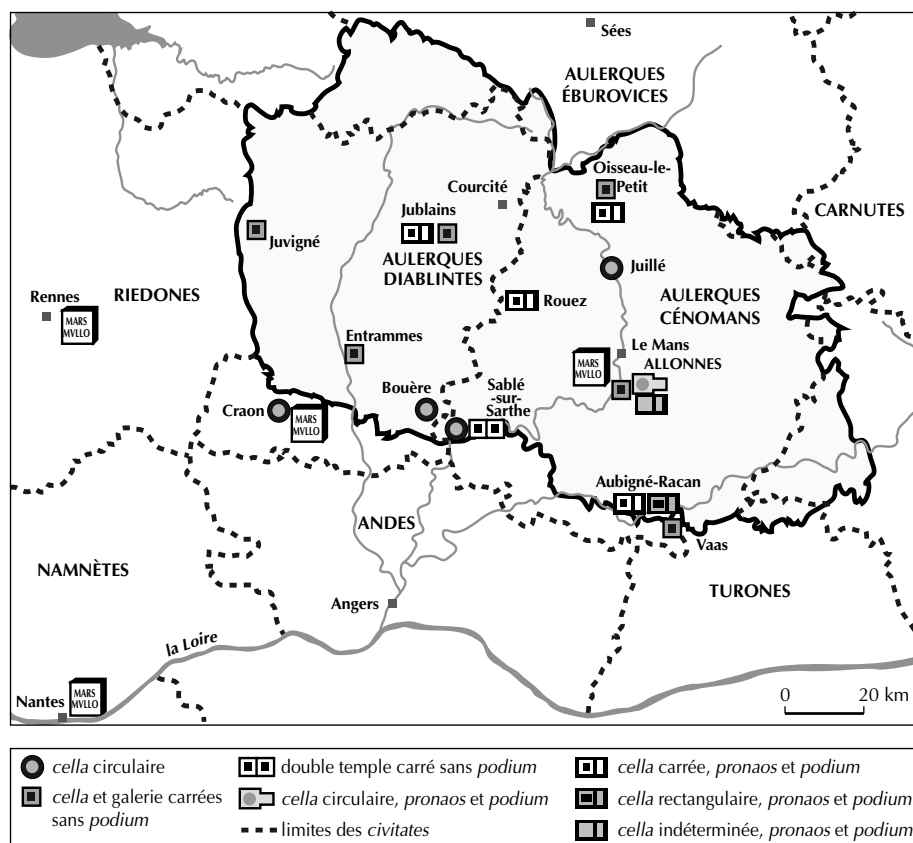 Sées
AULERQUES
ÉBUROVICES
Oisseau-le-
Petit
Courcité
CARNUTES
Jublains
Juvigné
AULERQUES
DIABLINTES
Juillé
RIEDONES
Rennes
MARS
MVLLO
Rouez
AULERQUES
CÉNOMANS
Entrammes
Le Mans
ALLONNES
MARS
MVLLO
Bouère
Sablé
-sur-
Sarthe
Craon
MARS
MVLLO
Aubigné-Racan
ANDES
Vaas
NAMNÈTES
TURONES
Angers
la Loire
Nantes
MARS
MVLLO
0 20 km
cella circulaire
cella et galerie carrées
sans podium
double temple carré sans podium
cella circulaire, pronaos et podium
limites des civitates
cella carrée, pronaos et podium
cella rectangulaire, pronaos et podium
cella indéterminée, pronaos et podium